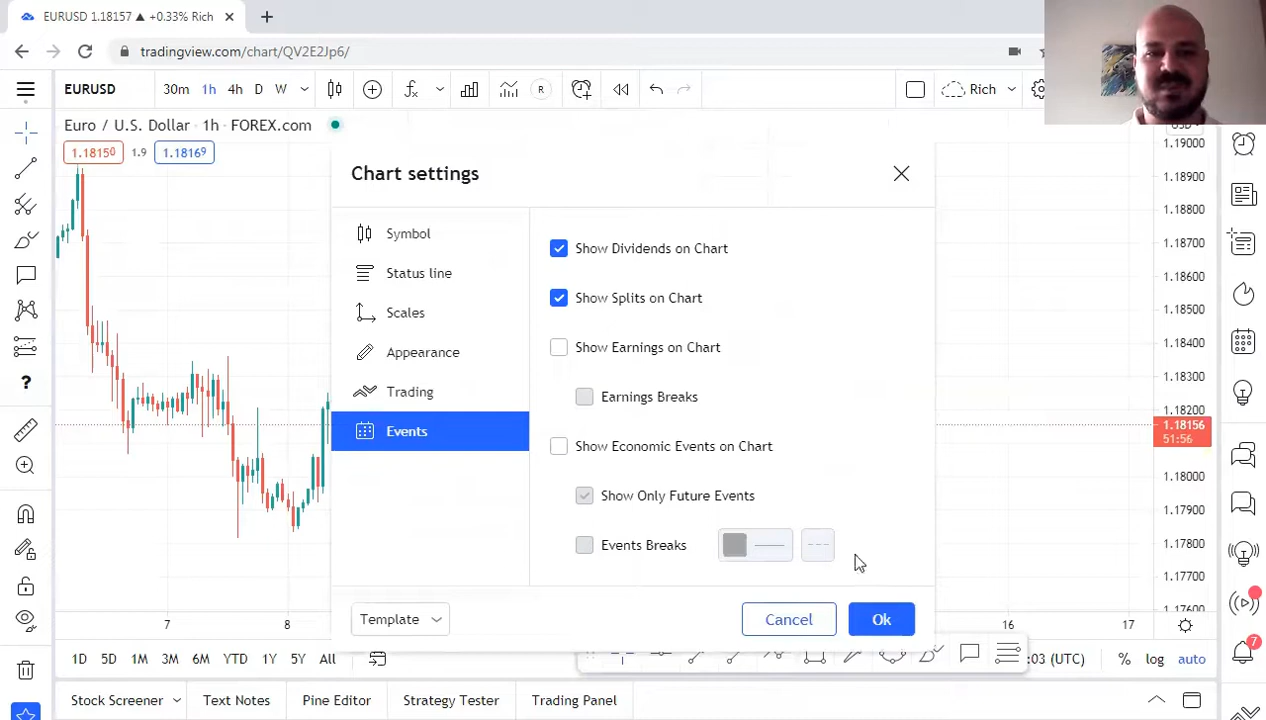 EURUSD 1.18157 ▲ +0.33% Rich
tradingview.com/chart/QV2E2Jp6/
EURUSD 30m 1h 4h D W R Rich
Euro / U.S. Dollar · 1h · FOREX.com
1.18150 1.9 1.18169
Chart settings
Symbol
Status line
Scales
Appearance
Trading
Events
Show Dividends on Chart
Show Splits on Chart
Show Earnings on Chart
Earnings Breaks
Show Economic Events on Chart
Show Only Future Events
Events Breaks
Template
Cancel
Ok
1.19000
1.18900
1.18800
1.18700
1.18600
1.18500
1.18400
1.18300
1.18200
1.18156
51:56
1.18000
1.17900
1.17800
1.17700
1.17600
7 8 16 17
1D 5D 1M 3M 6M YTD 1Y 5Y All
:03 (UTC) % log auto
7
Stock Screener Text Notes Pine Editor Strategy Tester Trading Panel